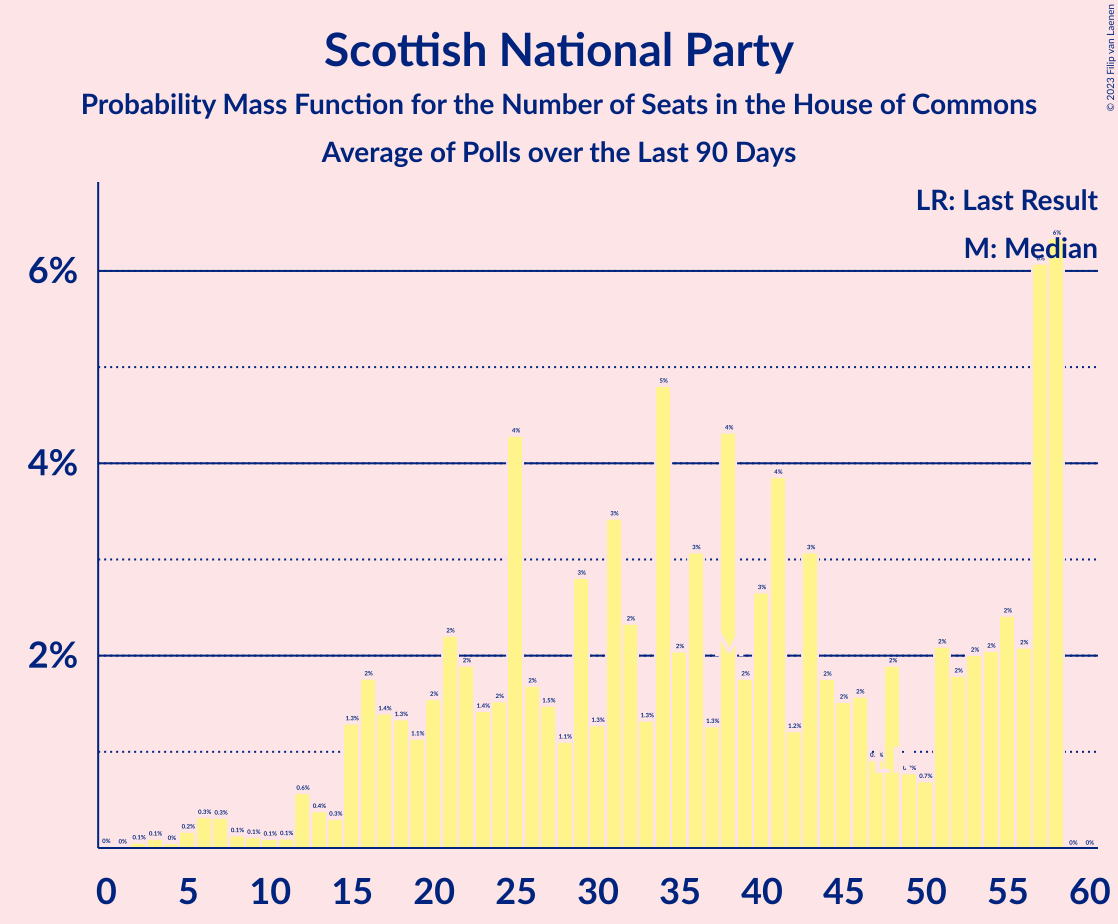 Scottish National Party
Probability Mass Function for the Number of Seats in the House of Commons
Average of Polls over the Last 90 Days
© 2023 Filip van Laenen
LR: Last Result
M: Median
6%
4%
2%
0% 0% 0.1% 0.1% 0% 0.2% 0.3% 0.3% 0.1% 0.1% 0.1% 0.1% 0.6% 0.4% 0.3% 1.3% 2% 1.4% 1.3% 1.1% 2% 2% 2% 1.4% 2% 4% 2% 1.5% 1.1% 3% 1.3% 3% 2% 1.3% 5% 2% 3% 1.3% 4% 2% 3% 4% 1.2% 3% 2% 2% 2% 2% 0.7% 2% 2% 2% 2% 2% 2% 6% 0% 0%
0 5 10 15 20 25 30 35 40 45 50 55 60